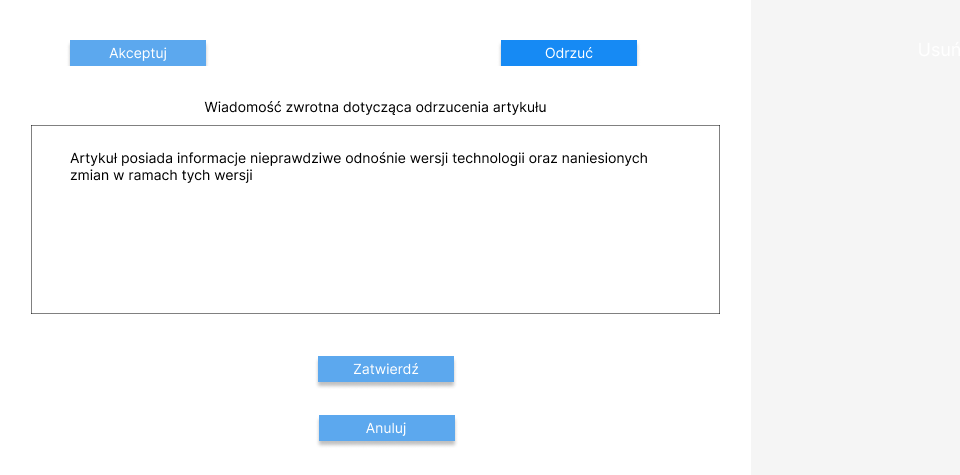 Akceptuj
Odrzuć
Wiadomość zwrotna dotycząca odrzucenia artykułu
Artykuł posiada informacje nieprawdziwe odnośnie wersji technologii oraz naniesionych
zmian w ramach tych wersji
Zatwierdź
Anuluj